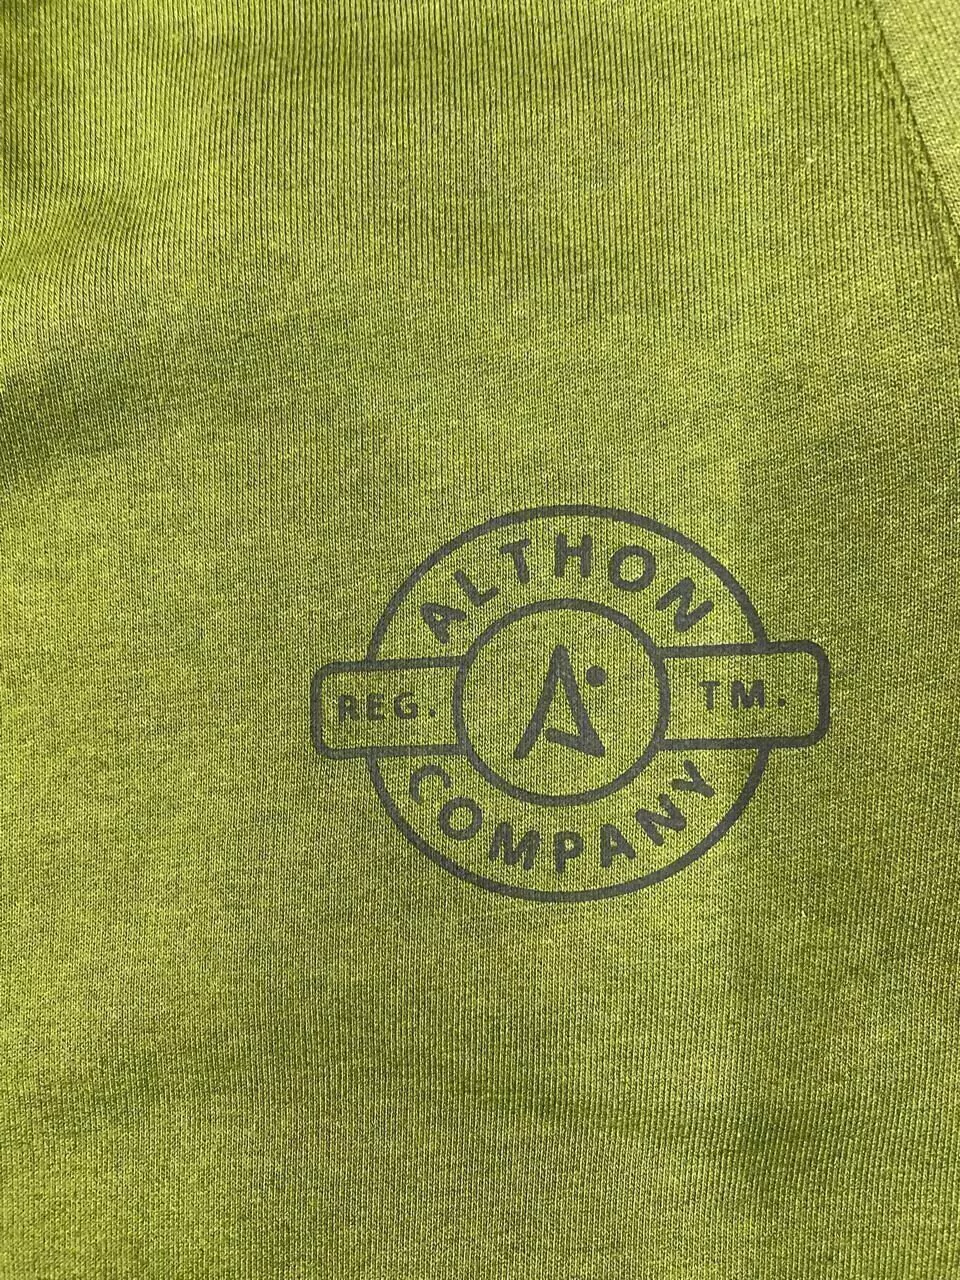 ALTHON
REG. A TM.
COMPANY